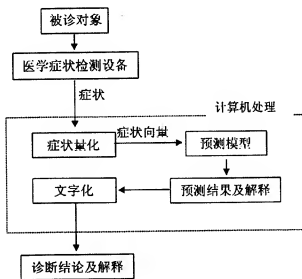 被诊对象
医学症状检测设备
症状
计算机处理
症状量化
症状向量
预测模型
文字化
预测结果及解释
诊断结论及解释